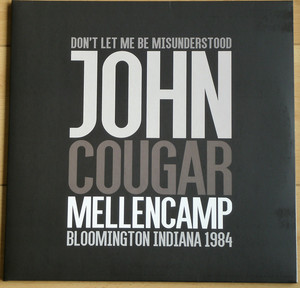 DON'T LET ME BE MISUNDERSTOOD
JOHN
COUGAR
MELLENCAMP
BLOOMINGTON INDIANA 1984